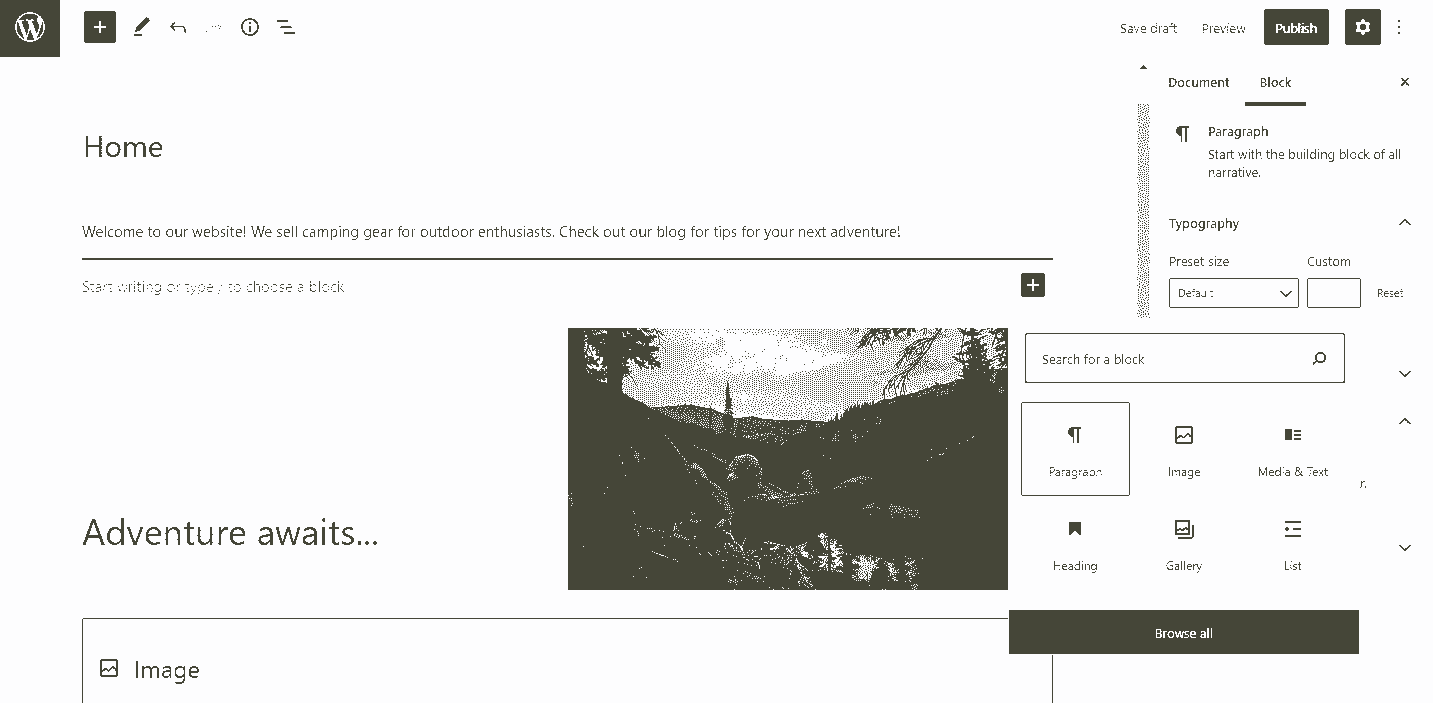 Save draft Preview Publish
Document Block
Paragraph
Start with the building block of all
narrative.
Home
Typography
Welcome to our website! We sell camping gear for outdoor enthusiasts. Check out our blog for tips for your next adventure!
Preset size Custom
Start writing or type / to choose a block
Default Reset
Search for a block
Paragraph Image Media & Text
r.
Adventure awaits...
Heading Gallery List
Browse all
Image